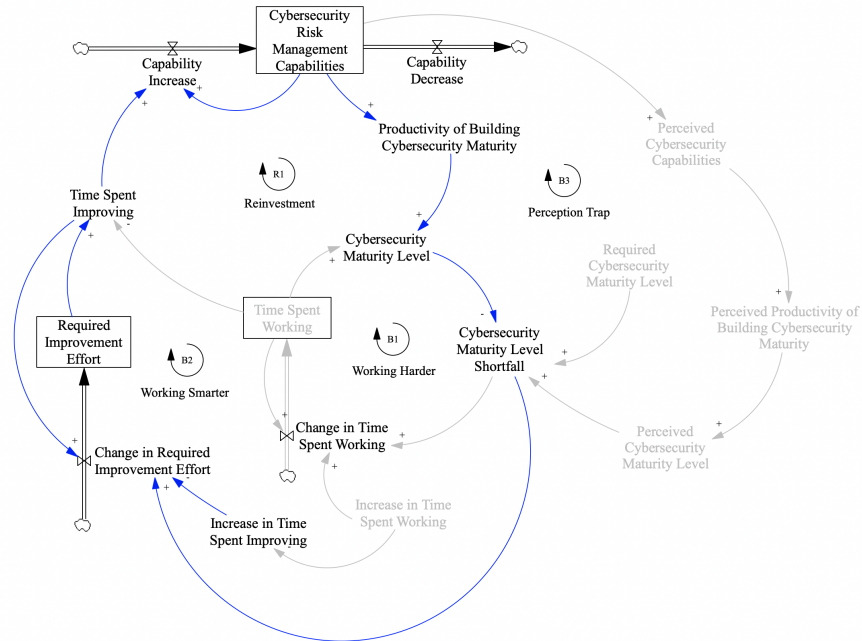 Cybersecurity
Risk
Management
Capabilities
Capability
Increase
Capability
Decrease
+
+
+
+
Productivity of Building
Cybersecurity Maturity
Perceived
Cybersecurity
Capabilities
R1
Reinvestment
B3
Perception Trap
Time Spent
Improving
+
-
+
+
Cybersecurity
Maturity Level
Required
Cybersecurity
Maturity Level
+
Perceived Productivity of
Building Cybersecurity
Maturity
Time Spent
Working
Required
Improvement
Effort
-
Cybersecurity
Maturity Level
Shortfall
+
+
B1
Working Harder
B2
Working Smarter
+
Change in Time
Spent Working
+
+
Perceived
Cybersecurity
Maturity Level
+
Change in Required
Improvement Effort
+
-
+
Increase in Time
Spent Working
Increase in Time
Spent Improving
-